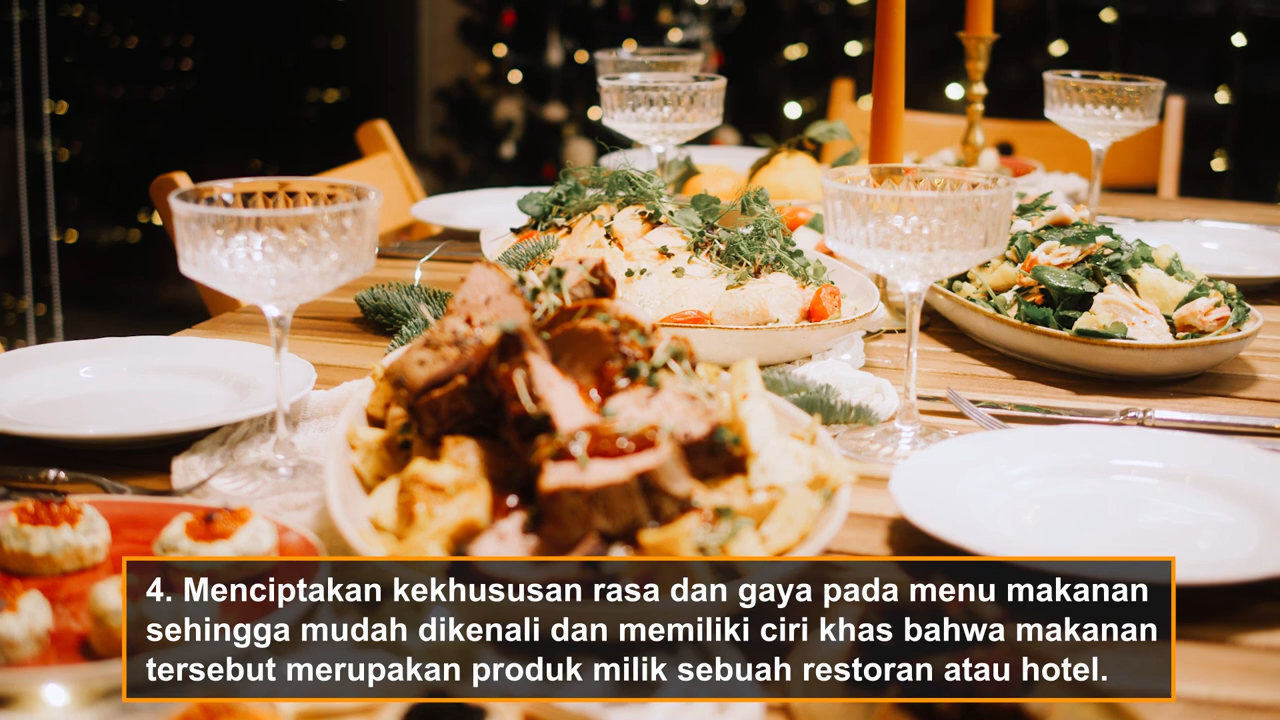 4. Menciptakan kekhususan rasa dan gaya pada menu makanan
sehingga mudah dikenali dan memiliki ciri khas bahwa makanan
tersebut merupakan produk milik sebuah restoran atau hotel.